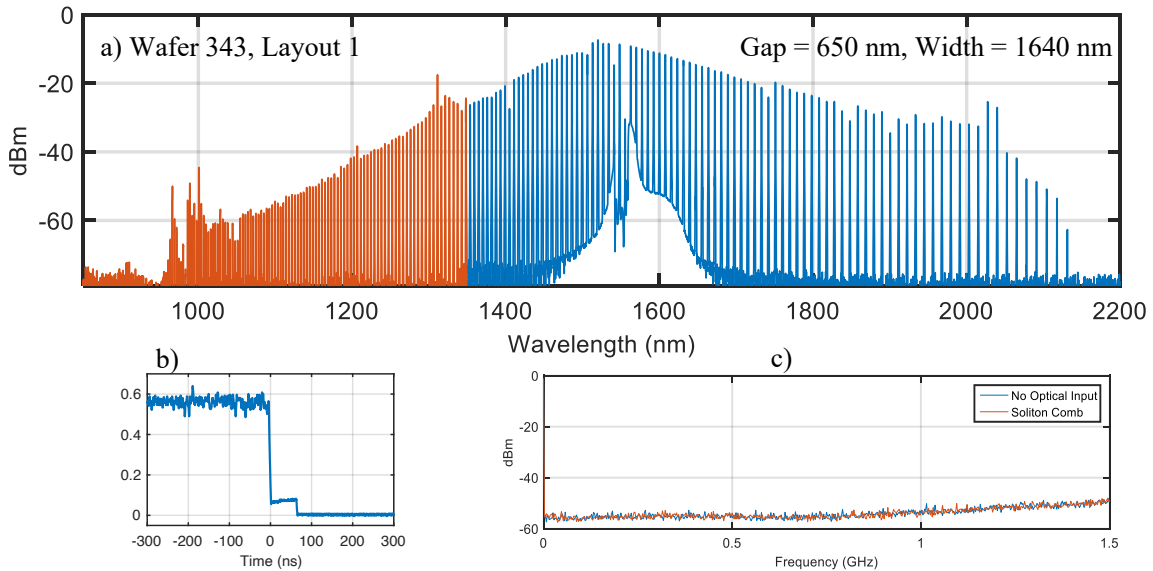 0
a) Wafer 343, Layout 1
Gap = 650 nm, Width = 1640 nm
-20
-40
-60
dBm
1000 1200 1400 1600 1800 2000 2200
Wavelength (nm)
b)
0.6
0.4
0.2
0
-300 -200 -100 0 100 200 300
Time (ns)
c)
0
-20
-40
-60
dBm
No Optical Input
Soliton Comb
0 0.5 1 1.5
Frequency (GHz)